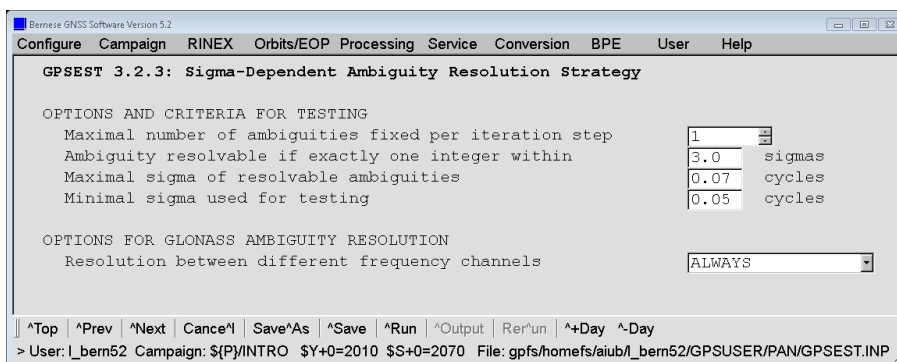 Bernese GNSS Software Version 5.2
Configure Campaign RINEX Orbits/EOP Processing Service Conversion BPE User Help
GPSEST 3.2.3: Sigma-Dependent Ambiguity Resolution Strategy
OPTIONS AND CRITERIA FOR TESTING
Maximal number of ambiguities fixed per iteration step 1
Ambiguity resolvable if exactly one integer within 3.0 sigmas
Maximal sigma of resolvable ambiguities 0.07 cycles
Minimal sigma used for testing 0.05 cycles
OPTIONS FOR GLONASS AMBIGUITY RESOLUTION
Resolution between different frequency channels ALWAYS
^Top | ^Prev | ^Next | Cance^l | Save^As | ^Save | ^Run | ^Output | Rer^un | ^+Day ^-Day
> User: l_bern52 Campaign: ${P}/INTRO $Y+0=2010 $S+0=2070 File: gpfs/homefs/aiub/l_bern52/GPSUSER/PAN/GPSEST.INP